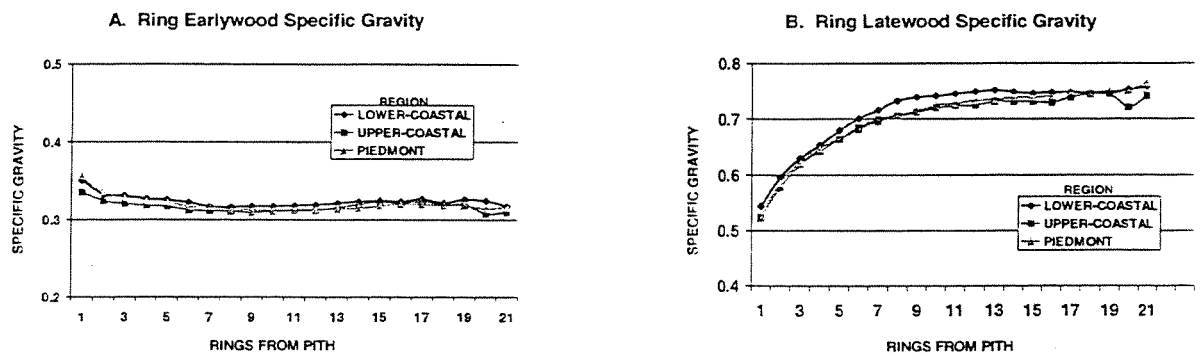 A. Ring Earlywood Specific Gravity
SPECIFIC GRAVITY
0.5
0.4
0.3
0.2
REGION
LOWER-COASTAL
UPPER-COASTAL
PIEDMONT
1 3 5 7 9 11 13 15 17 19 21
RINGS FROM PITH
B. Ring Latewood Specific Gravity
SPECIFIC GRAVITY
0.8
0.7
0.6
0.5
0.4
REGION
LOWER-COASTAL
UPPER-COASTAL
PIEDMONT
1 3 5 7 9 11 13 15 17 19 21
RINGS FROM PITH